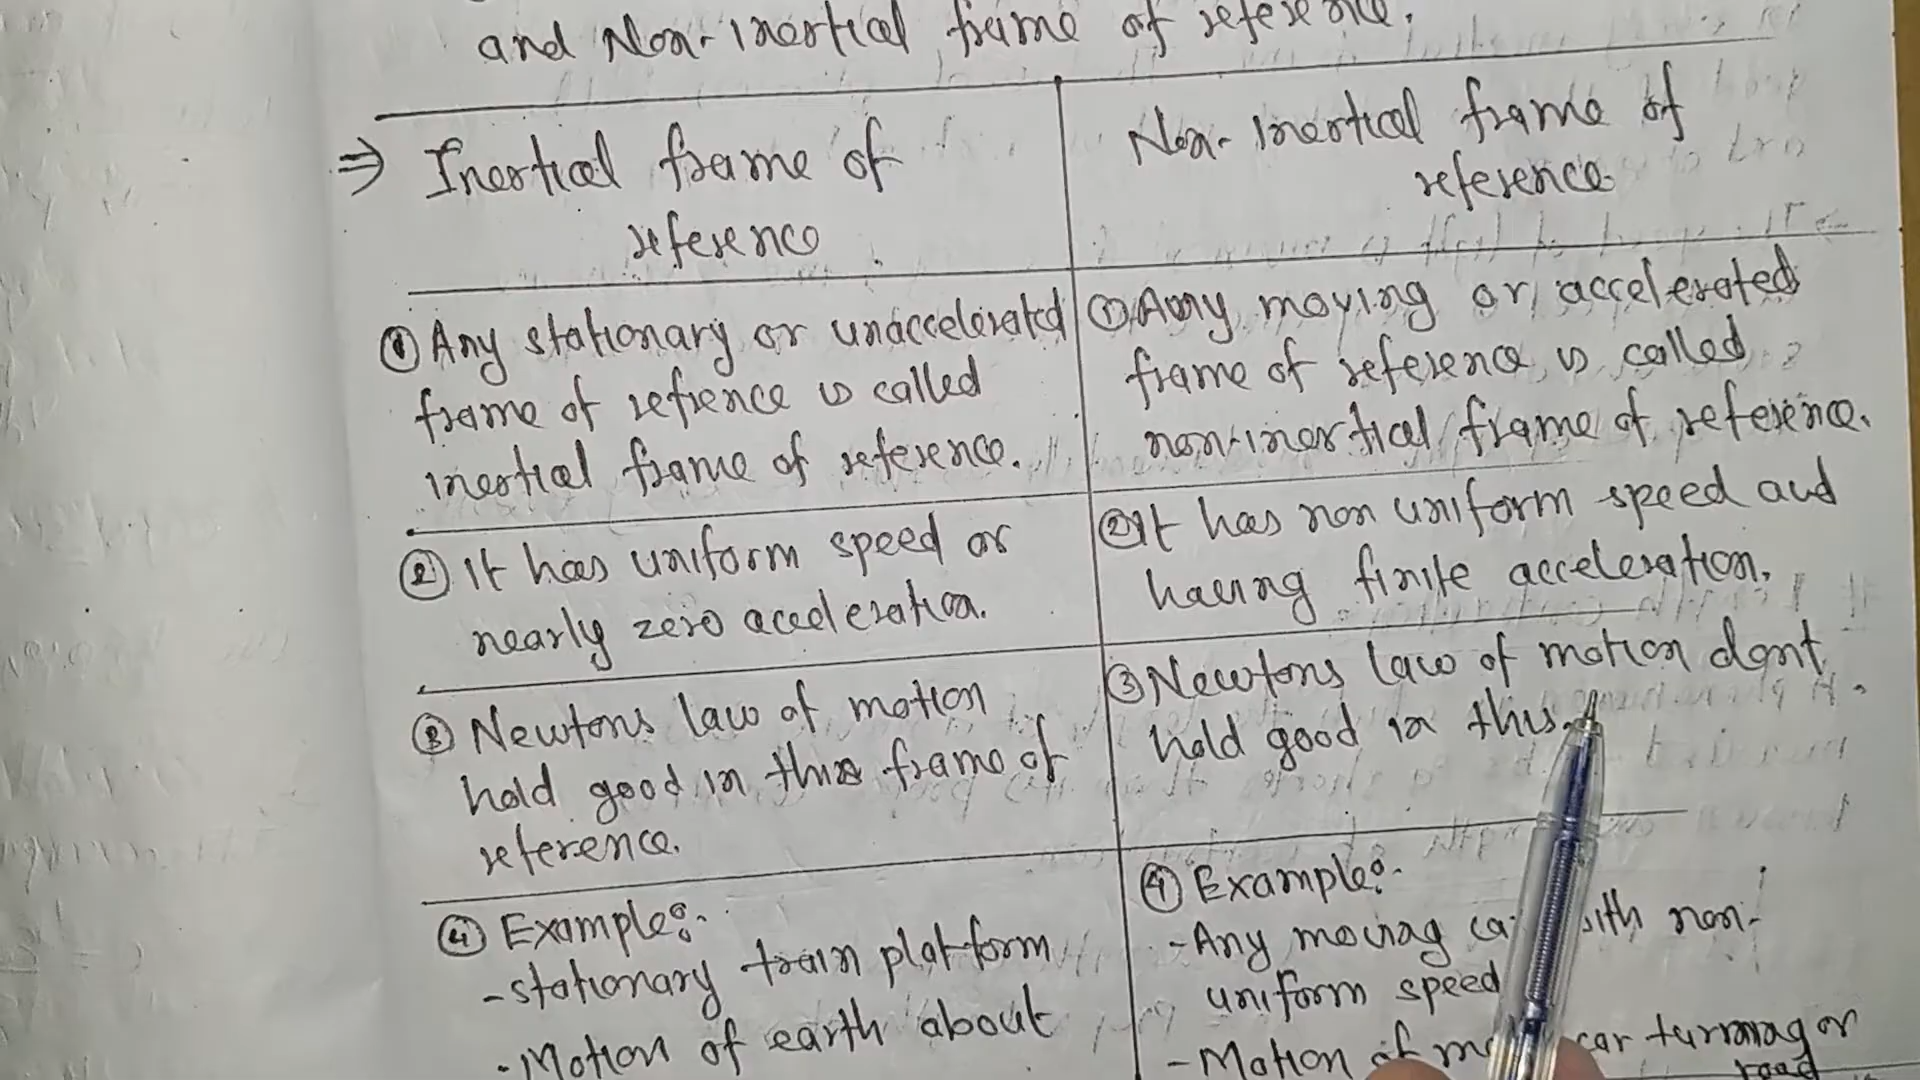 and Non-Inertial frame of reference.
⇒ Inertial frame of
reference
Non-Inertial frame of
reference
① Any stationary or unaccelerated
frame of refrence is called
inertial frame of reference.
① Any moving or accelerated
frame of reference is called
non-inertial frame of reference.
② It has uniform speed or
nearly zero acceleration.
② It has non uniform speed and
having finite acceleration.
③ Newtons law of motion
hold good in this frame of
reference.
③ Newtons law of motion dont
hold good in this
④ Example:-
-stationary train platform
-Motion of earth about
④ Example:-
-Any moving with non-
uniform speed
-Motion of car turning on
road